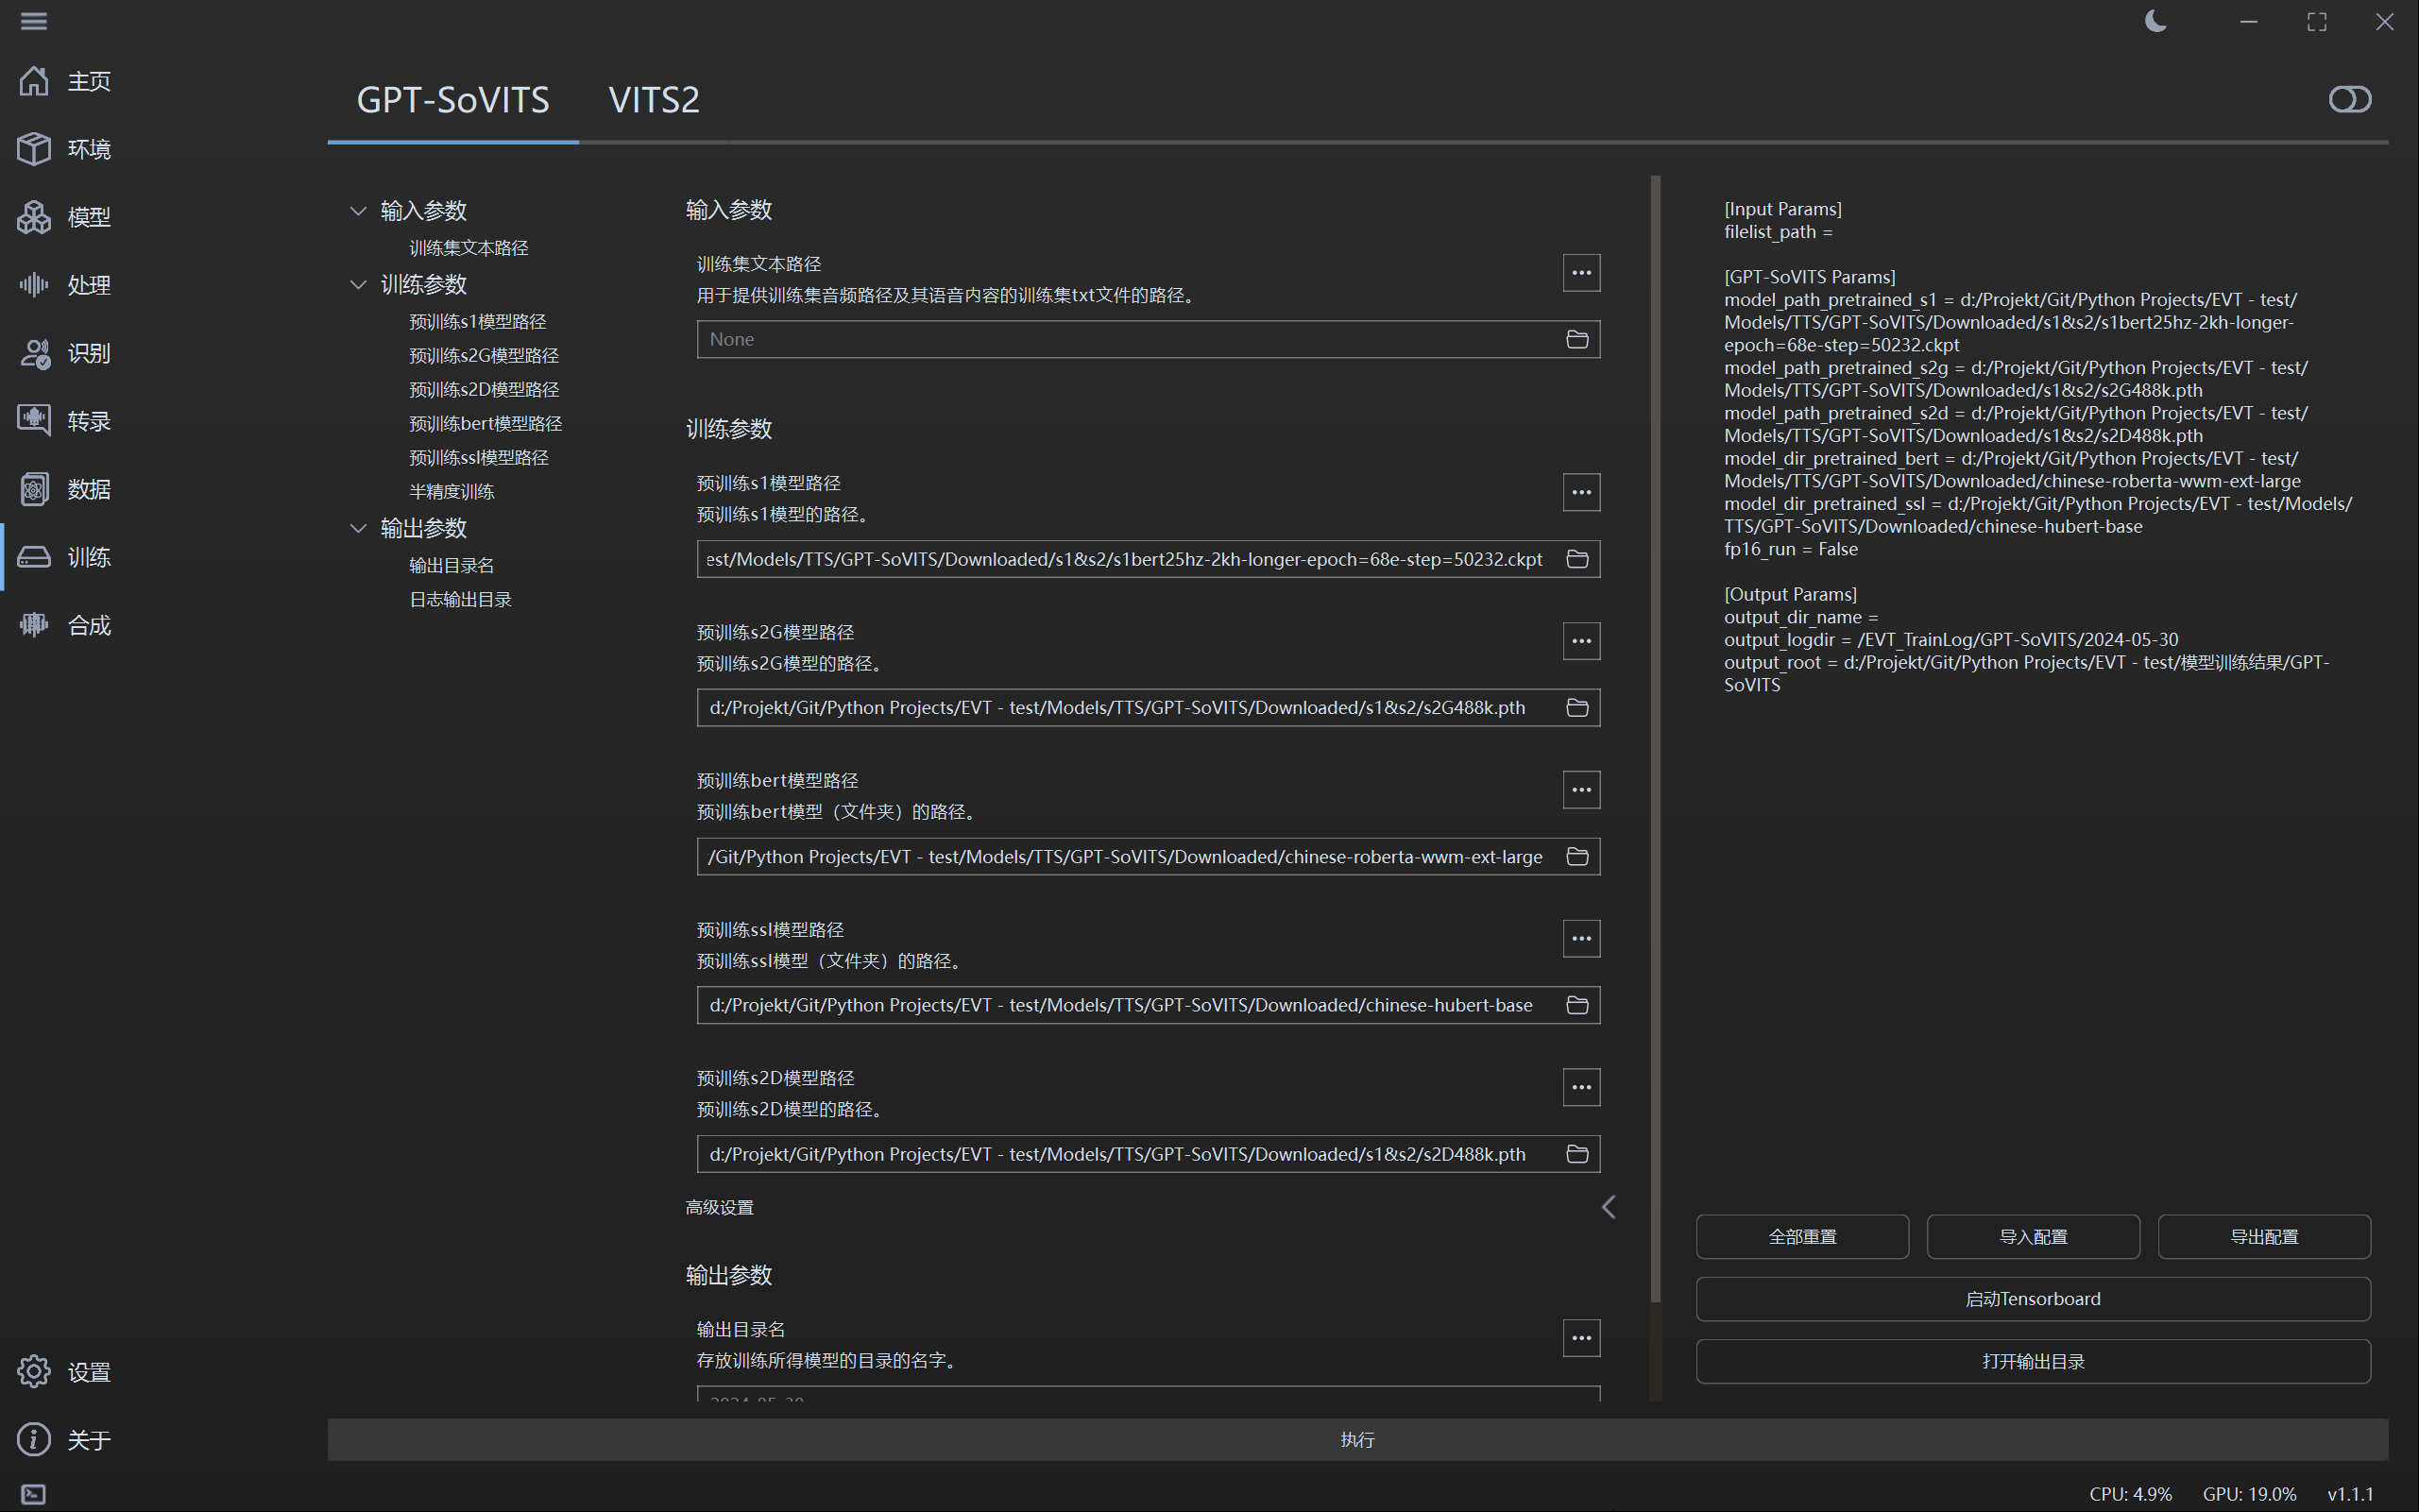 主页
环境
模型
处理
识别
转录
数据
训练
合成
设置
关于
GPT-SoVITS
VITS2
输入参数
训练集文本路径
训练参数
预训练s1模型路径
预训练s2G模型路径
预训练s2D模型路径
预训练bert模型路径
预训练ssl模型路径
半精度训练
输出参数
输出目录名
日志输出目录
输入参数
训练集文本路径
用于提供训练集音频路径及其语音内容的训练集txt文件的路径。
None
训练参数
预训练s1模型路径
预训练s1模型的路径。
est/Models/TTS/GPT-SoVITS/Downloaded/s1&s2/s1bert25hz-2kh-longer-epoch=68e-step=50232.ckpt
预训练s2G模型路径
预训练s2G模型的路径。
d:/Projekt/Git/Python Projects/EVT - test/Models/TTS/GPT-SoVITS/Downloaded/s1&s2/s2G488k.pth
预训练bert模型路径
预训练bert模型（文件夹）的路径。
/Git/Python Projects/EVT - test/Models/TTS/GPT-SoVITS/Downloaded/chinese-roberta-wwm-ext-large
预训练ssl模型路径
预训练ssl模型（文件夹）的路径。
d:/Projekt/Git/Python Projects/EVT - test/Models/TTS/GPT-SoVITS/Downloaded/chinese-hubert-base
预训练s2D模型路径
预训练s2D模型的路径。
d:/Projekt/Git/Python Projects/EVT - test/Models/TTS/GPT-SoVITS/Downloaded/s1&s2/s2D488k.pth
高级设置
输出参数
输出目录名
存放训练所得模型的目录的名字。
[Input Params]
filelist_path =
[GPT-SoVITS Params]
model_path_pretrained_s1 = d:/Projekt/Git/Python Projects/EVT - test/
Models/TTS/GPT-SoVITS/Downloaded/s1&s2/s1bert25hz-2kh-longer-
epoch=68e-step=50232.ckpt
model_path_pretrained_s2g = d:/Projekt/Git/Python Projects/EVT - test/
Models/TTS/GPT-SoVITS/Downloaded/s1&s2/s2G488k.pth
model_path_pretrained_s2d = d:/Projekt/Git/Python Projects/EVT - test/
Models/TTS/GPT-SoVITS/Downloaded/s1&s2/s2D488k.pth
model_dir_pretrained_bert = d:/Projekt/Git/Python Projects/EVT - test/
Models/TTS/GPT-SoVITS/Downloaded/chinese-roberta-wwm-ext-large
model_dir_pretrained_ssl = d:/Projekt/Git/Python Projects/EVT - test/Models/
TTS/GPT-SoVITS/Downloaded/chinese-hubert-base
fp16_run = False
[Output Params]
output_dir_name =
output_logdir = /EVT_TrainLog/GPT-SoVITS/2024-05-30
output_root = d:/Projekt/Git/Python Projects/EVT - test/模型训练结果/GPT-
SoVITS
全部重置
导入配置
导出配置
启动Tensorboard
打开输出目录
执行
CPU: 4.9%
GPU: 19.0%
v1.1.1